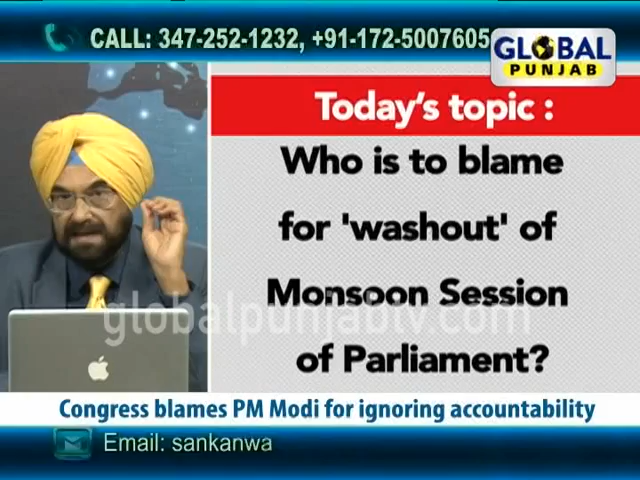 CALL: 347-252-1232, +91-172-5007605
GLOBAL
PUNJAB
Today's topic :
Who is to blame
for 'washout' of
Monsoon Session
of Parliament?
globalpunjabtv.com
Congress blames PM Modi for ignoring accountability
Email: sankanwa